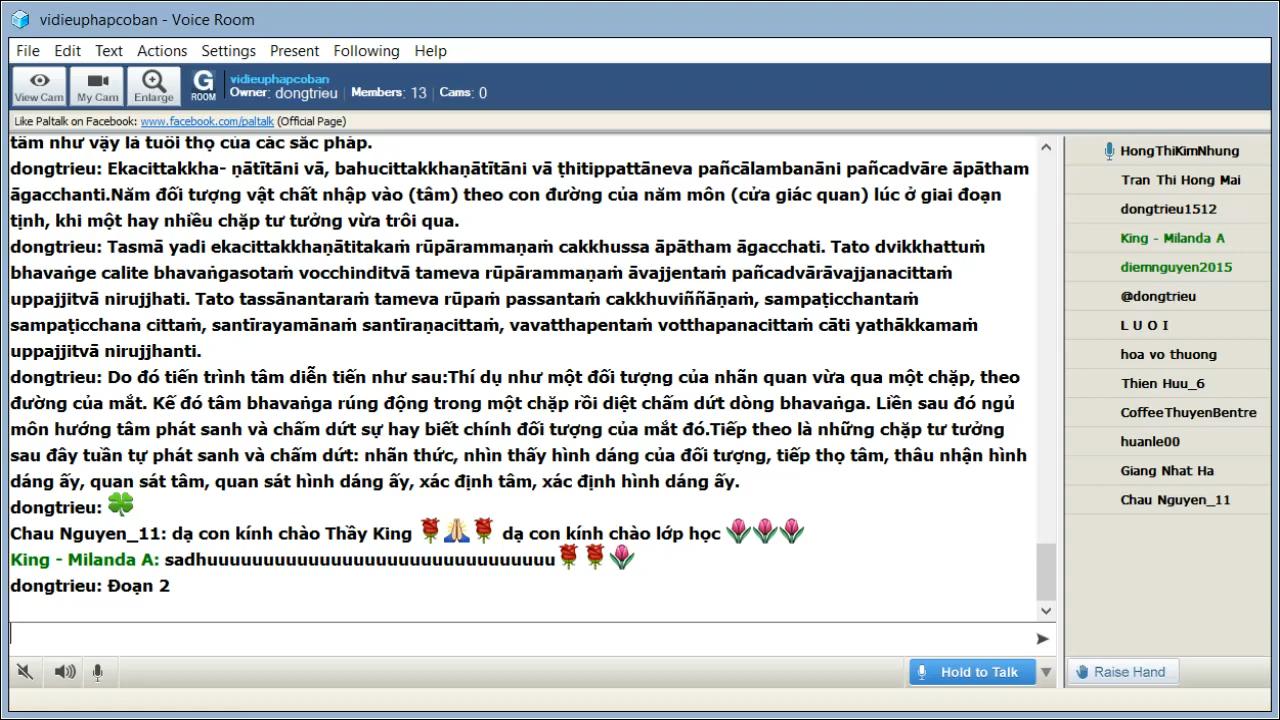 vidieuphapcoban - Voice Room
File Edit Text Actions Settings Present Following Help
View Cam My Cam Enlarge G ROOM
vidieuphapcoban
Owner: dongtrieu | Members: 13 | Cams: 0
Like Paltalk on Facebook: www.facebook.com/paltalk (Official Page)
tâm như vậy là tuổi thọ của các sắc pháp.
dongtrieu: Ekacittakkha- ṇātītāni vā, bahucittakkhaṇātītāni vā ṭhitippattāneva pañcālambanāni pañcadvāre āpātham
āgacchanti.Năm đối tượng vật chất nhập vào (tâm) theo con đường của năm môn (cửa giác quan) lúc ở giai đoạn
tịnh, khi một hay nhiều chặp tư tưởng vừa trôi qua.
dongtrieu: Tasmā yadi ekacittakkhaṇātitakaṁ rūpārammaṇaṁ cakkhussa āpātham āgacchati. Tato dvikkhattuṁ
bhavaṅge calite bhavaṅgasotaṁ vocchinditvā tameva rūpārammaṇaṁ āvajjentaṁ pañcadvārāvajjanacittaṁ
uppajjitvā nirujjhati. Tato tassānantaraṁ tameva rūpaṁ passantaṁ cakkhuviññāṇaṁ, sampaṭicchantaṁ
sampaṭicchana cittaṁ, santīrayamānaṁ santīraṇacittaṁ, vavatthapentaṁ votthapanacittaṁ cāti yathākkamaṁ
uppajjitvā nirujjhanti.
dongtrieu: Do đó tiến trình tâm diễn tiến như sau:Thí dụ như một đối tượng của nhãn quan vừa qua một chặp, theo
đường của mắt. Kế đó tâm bhavaṅga rúng động trong một chặp rồi diệt chấm dứt dòng bhavaṅga. Liền sau đó ngủ
môn hướng tâm phát sanh và chấm dứt sự hay biết chính đối tượng của mắt đó.Tiếp theo là những chặp tư tưởng
sau đây tuần tự phát sanh và chấm dứt: nhãn thức, nhìn thấy hình dáng của đối tượng, tiếp thọ tâm, thâu nhận hình
dáng ấy, quan sát tâm, quan sát hình dáng ấy, xác định tâm, xác định hình dáng ấy.
dongtrieu:
Chau Nguyen_11: dạ con kính chào Thầy King dạ con kính chào lớp học
King - Milanda A: sadhuuuuuuuuuuuuuuuuuuuuuuuuuuuuuuu
dongtrieu: Đoạn 2
Hold to Talk
HongThiKimNhung
Tran Thi Hong Mai
dongtrieu1512
King - Milanda A
diemnguyen2015
@dongtrieu
L U O I
hoa vo thuong
Thien Huu_6
CoffeeThuyenBentre
huanle00
Giang Nhat Ha
Chau Nguyen_11
Raise Hand